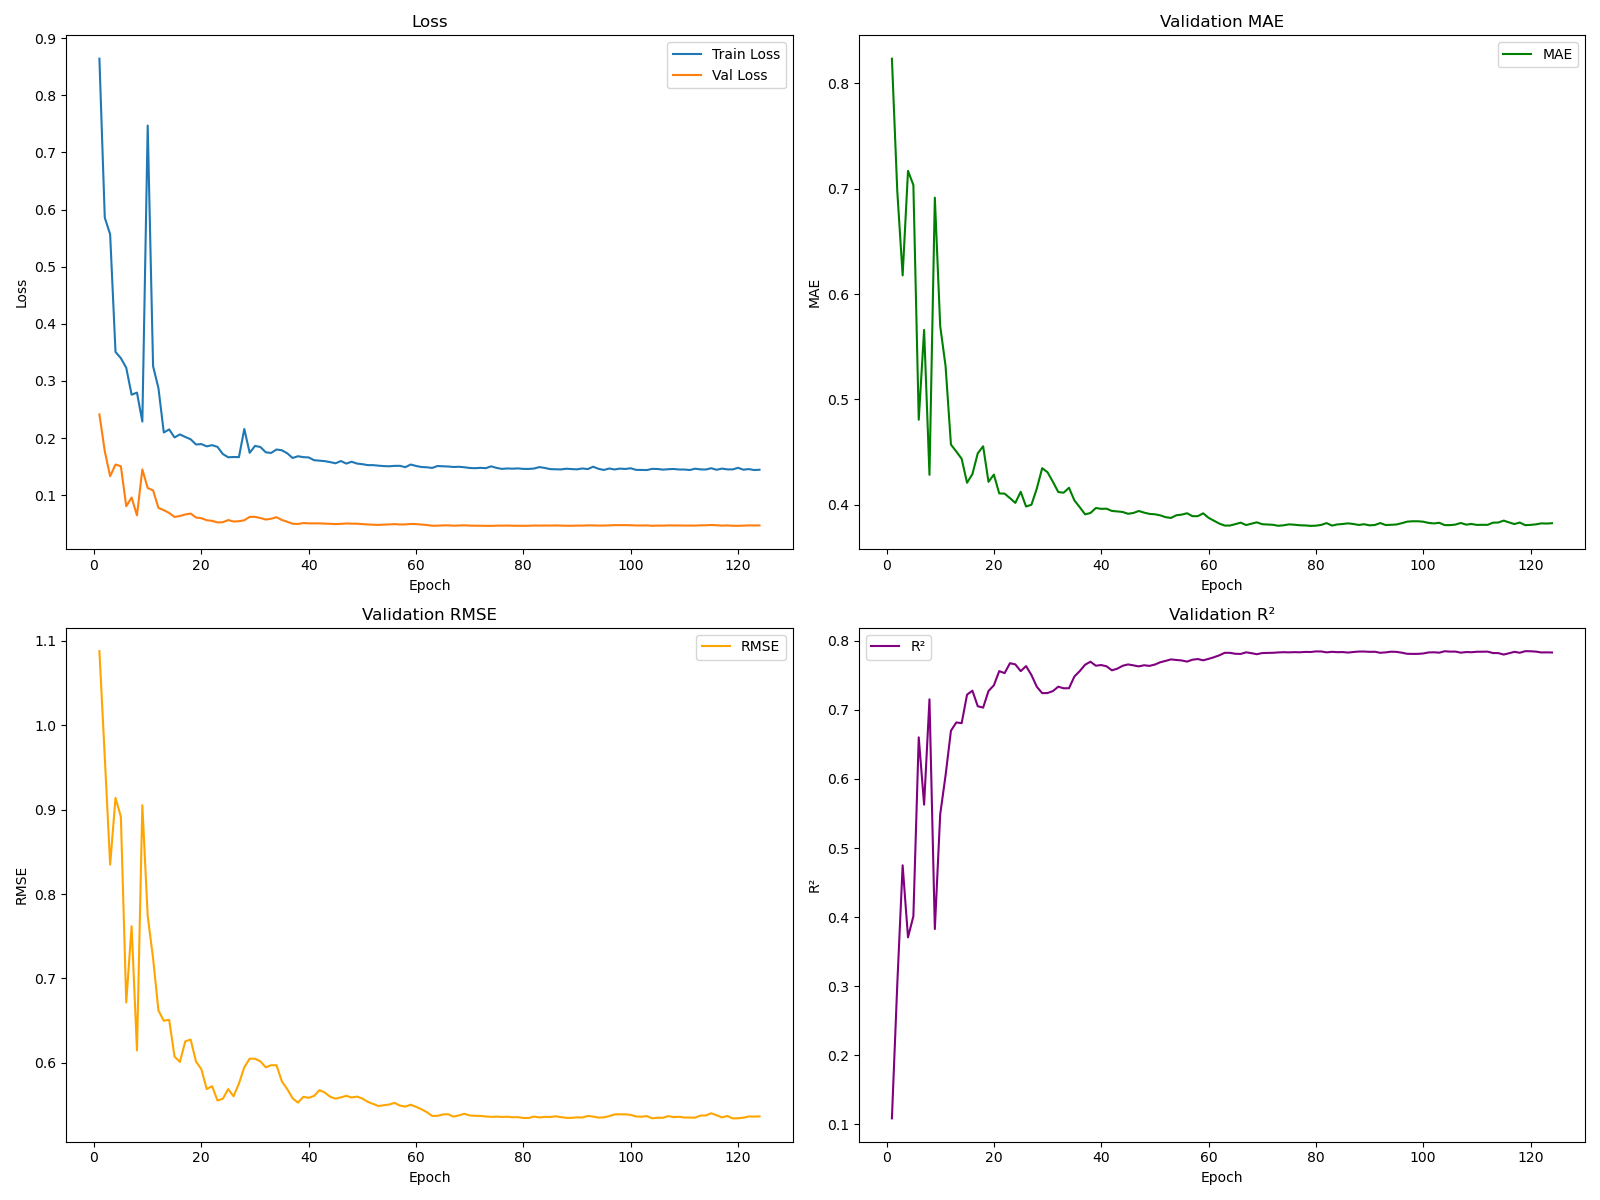 Loss
Train Loss
Val Loss
0.9
0.8
0.7
0.6
0.5
0.4
0.3
0.2
0.1
Loss
0 20 40 60 80 100 120
Epoch
Validation MAE
MAE
0.8
0.7
0.6
0.5
0.4
MAE
0 20 40 60 80 100 120
Epoch
Validation RMSE
RMSE
1.1
1.0
0.9
0.8
0.7
0.6
RMSE
0 20 40 60 80 100 120
Epoch
Validation R²
R²
0.8
0.7
0.6
0.5
0.4
0.3
0.2
0.1
R²
0 20 40 60 80 100 120
Epoch